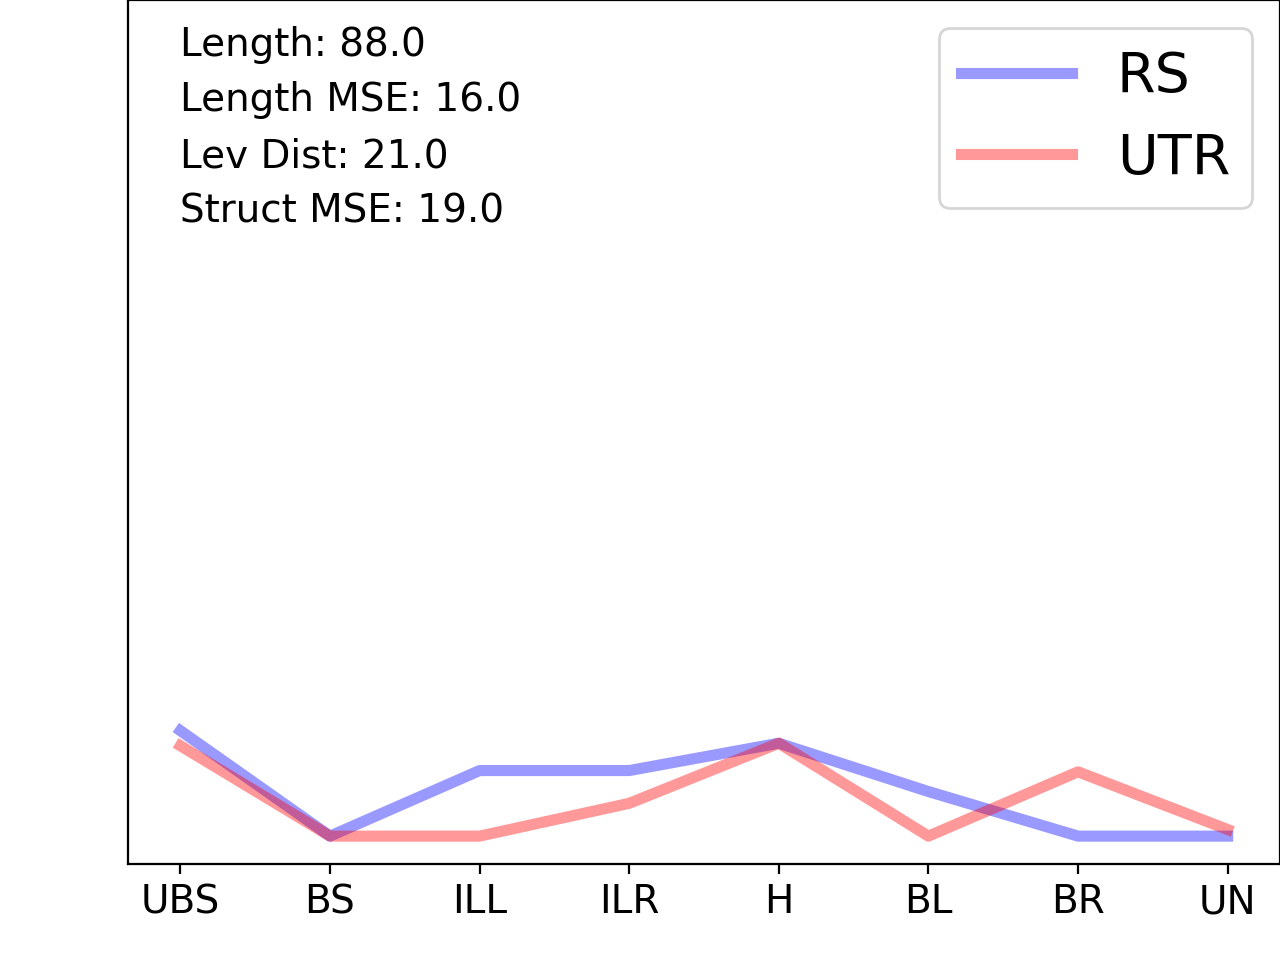 Length: 88.0
Length MSE: 16.0
Lev Dist: 21.0
Struct MSE: 19.0
RS
UTR
UBS BS ILL ILR H BL BR UN